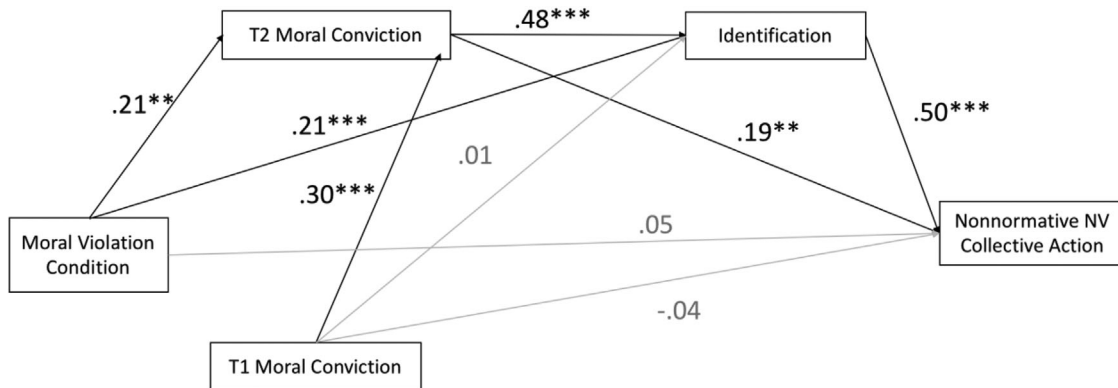 T2 Moral Conviction
.48***
Identification
.21**
.21***
.01
.19**
.50***
.30***
Moral Violation
Condition
.05
Nonnormative NV
Collective Action
-.04
T1 Moral Conviction